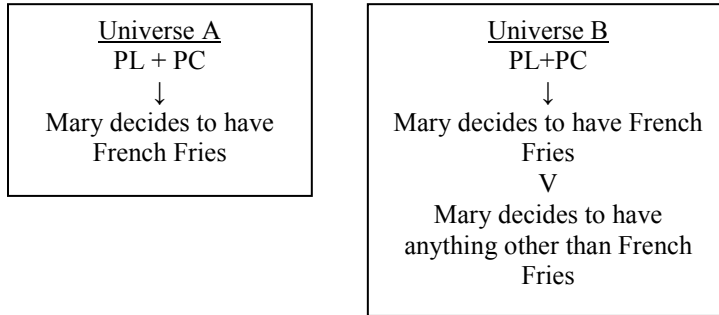 Universe A
PL + PC
↓
Mary decides to have
French Fries
Universe B
PL+PC
↓
Mary decides to have French
Fries
V
Mary decides to have
anything other than French
Fries